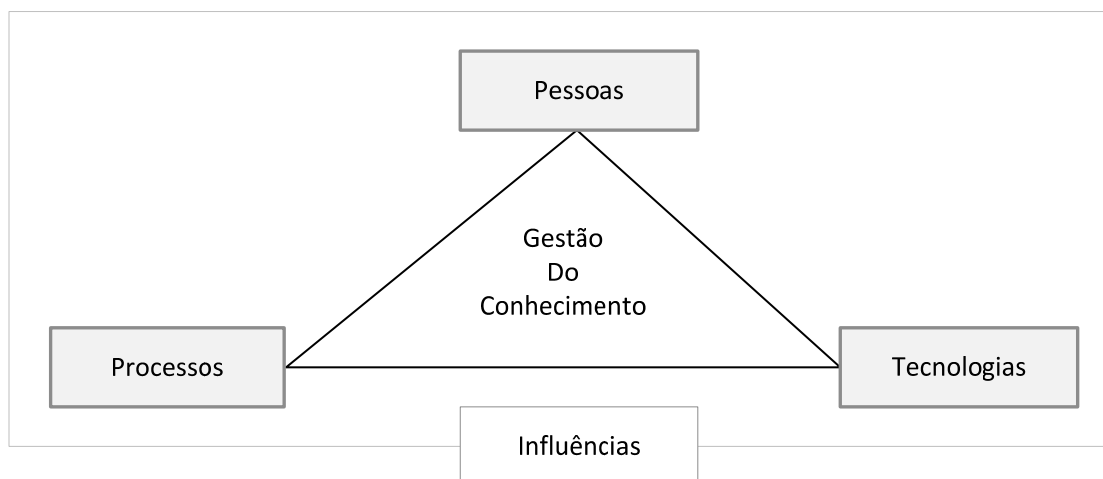 Pessoas
Gestão
Do
Conhecimento
Processos
Tecnologias
Influências